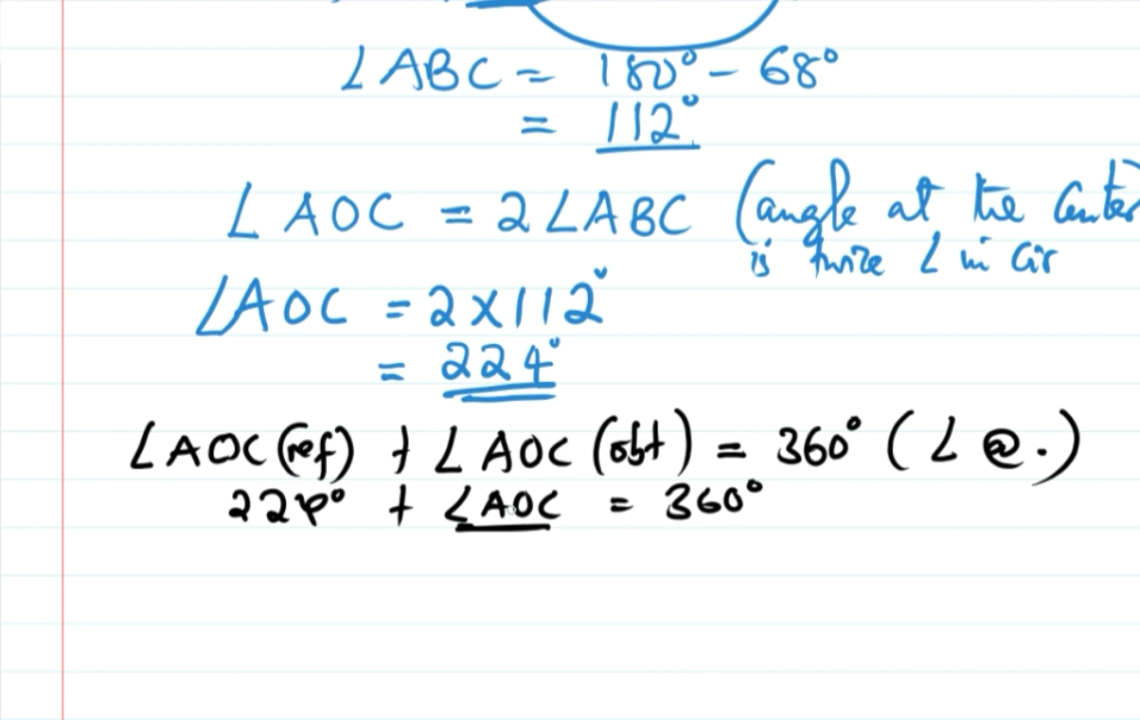 ∠ABC = 180° - 68°
= 112°
∠AOC = 2∠ABC (angle at the Center
is twice ∠ in Cir
∠AOC = 2×112°
= 224°
∠AOC (ref) + ∠AOC (obt) = 360° (∠ @ .)
224° + ∠AOC = 360°